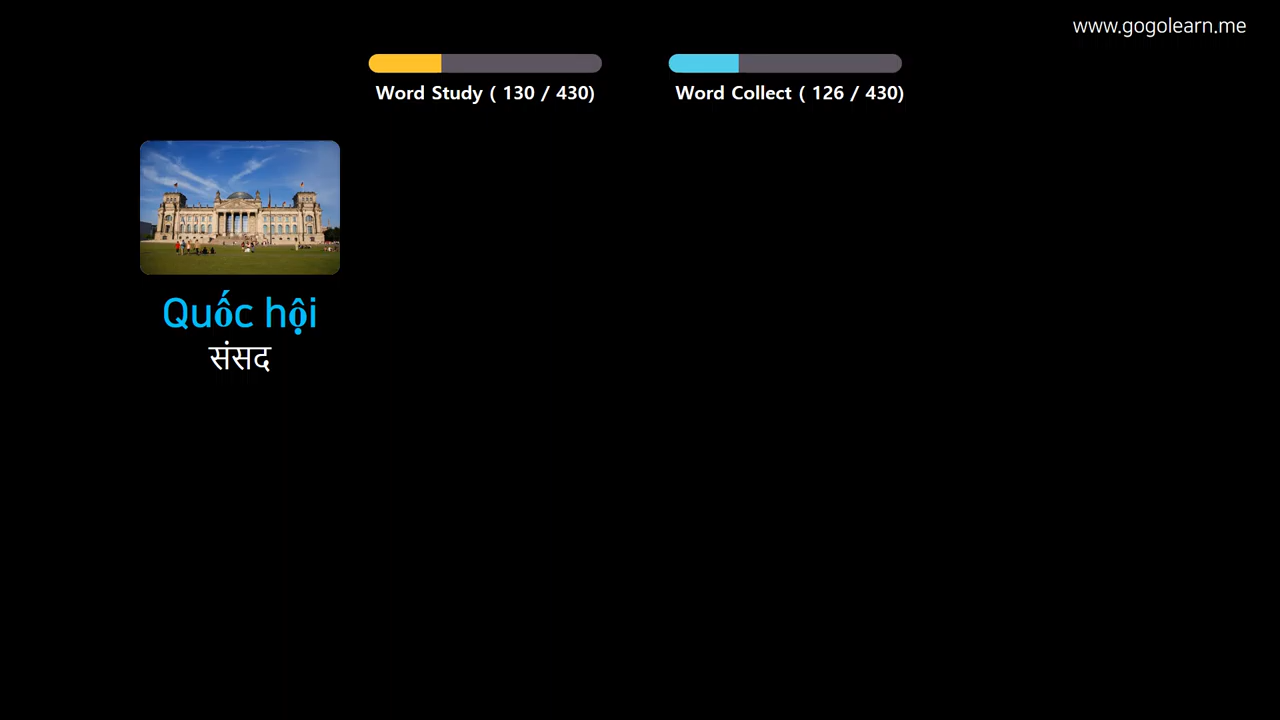 www.gogolearn.me
Word Study ( 130 / 430)
Word Collect ( 126 / 430)
Quốc hội
संसद